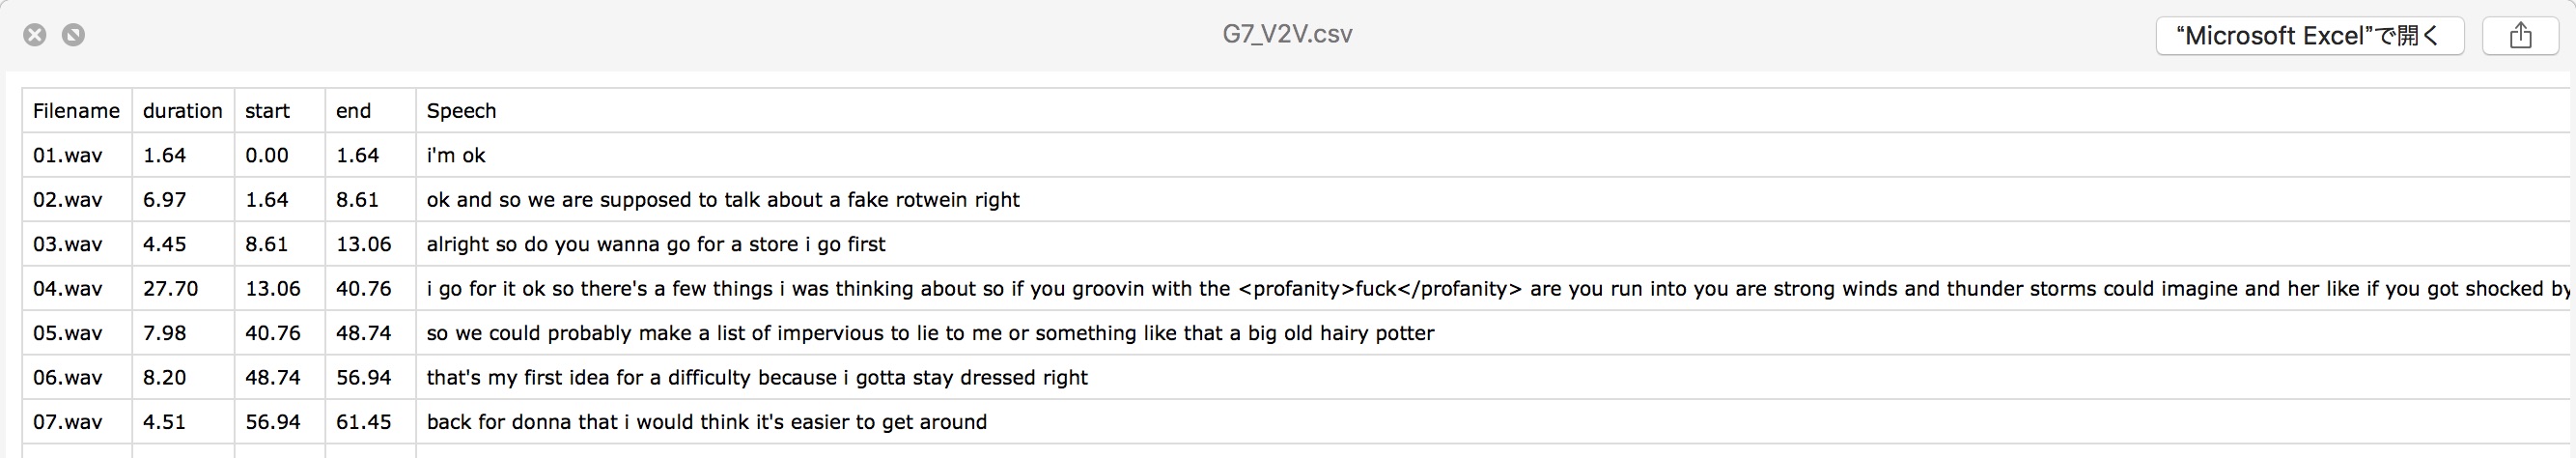 G7_V2V.csv
“Microsoft Excel”で開く
Filename duration start end Speech
01.wav 1.64 0.00 1.64 i'm ok
02.wav 6.97 1.64 8.61 ok and so we are supposed to talk about a fake rotwein right
03.wav 4.45 8.61 13.06 alright so do you wanna go for a store i go first
04.wav 27.70 13.06 40.76 i go for it ok so there's a few things i was thinking about so if you groovin with the <profanity>fuck</profanity> are you run into you are strong winds and thunder storms could imagine and her like if you got shocked by
05.wav 7.98 40.76 48.74 so we could probably make a list of impervious to lie to me or something like that a big old hairy potter
06.wav 8.20 48.74 56.94 that's my first idea for a difficulty because i gotta stay dressed right
07.wav 4.51 56.94 61.45 back for donna that i would think it's easier to get around